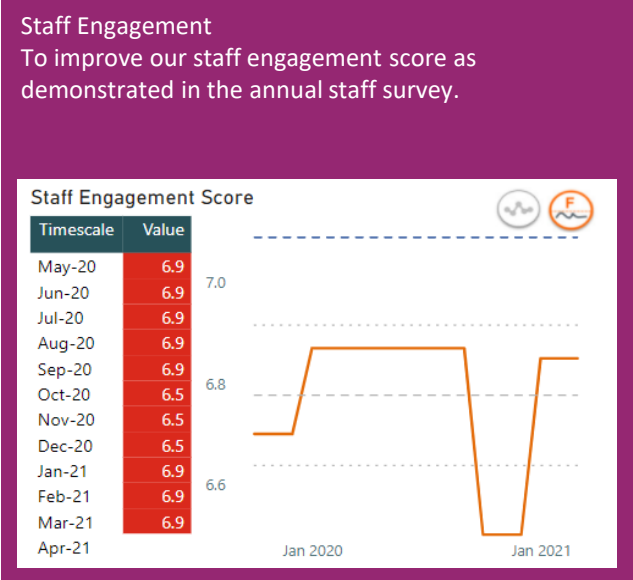 Staff Engagement
To improve our staff engagement score as
demonstrated in the annual staff survey.
Staff Engagement Score
F
Timescale Value
May-20 6.9
Jun-20 6.9
Jul-20 6.9
Aug-20 6.9
Sep-20 6.9
Oct-20 6.5
Nov-20 6.5
Dec-20 6.5
Jan-21 6.9
Feb-21 6.9
Mar-21 6.9
Apr-21
7.0
6.8
6.6
Jan 2020 Jan 2021